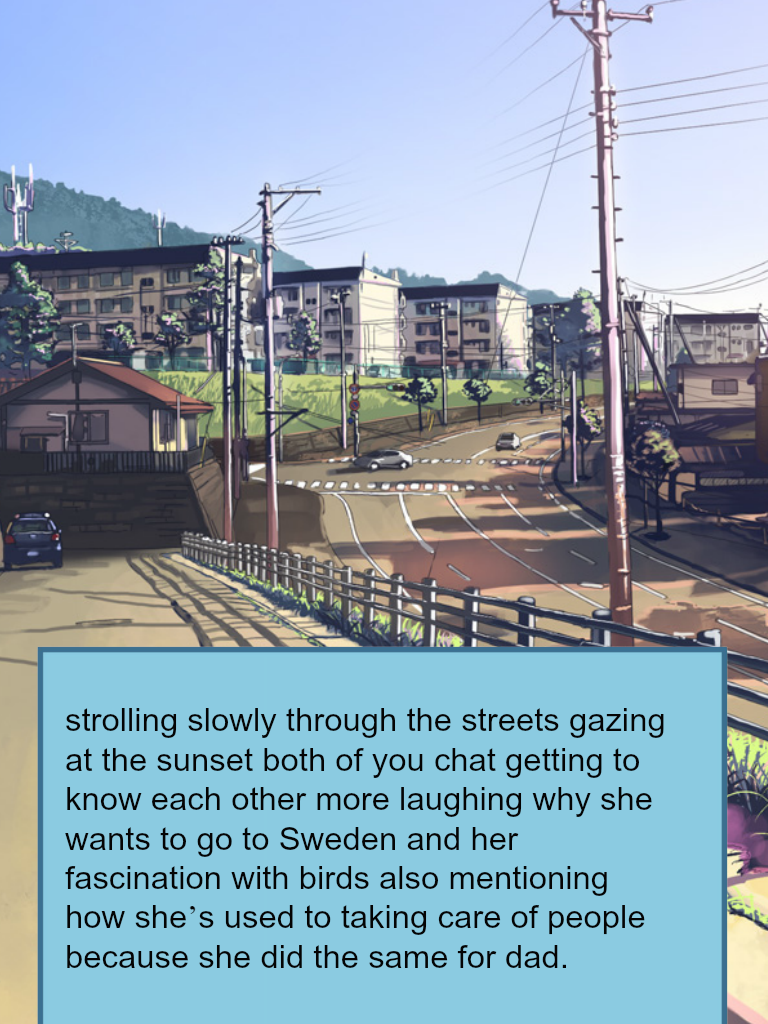 strolling slowly through the streets gazing
at the sunset both of you chat getting to
know each other more laughing why she
wants to go to Sweden and her
fascination with birds also mentioning
how she’s used to taking care of people
because she did the same for dad.